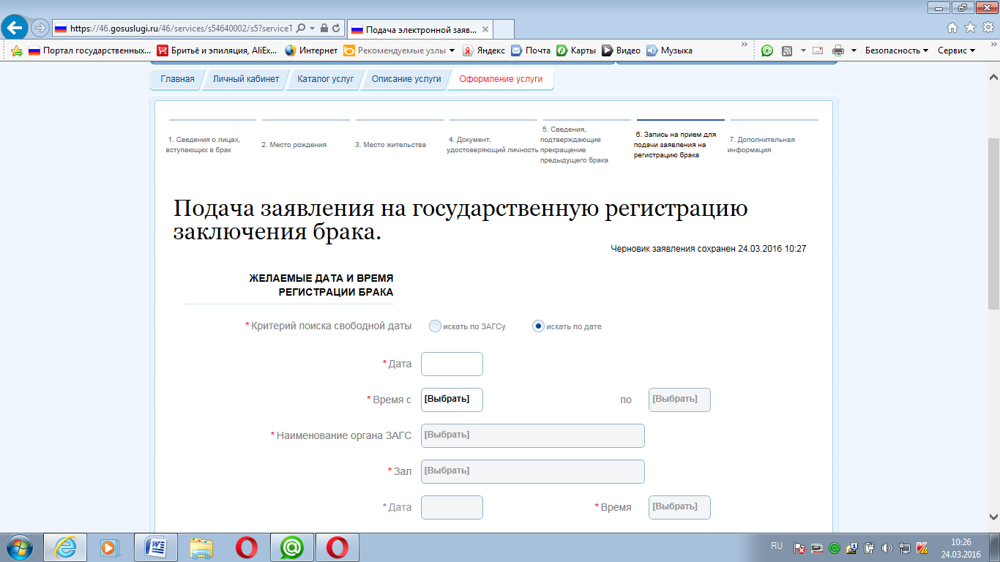 https://46.gosuslugi.ru/46/services/s54640002/s5?serviceT
Подача электронной заяв...
Портал государственных... Бритьё и эпиляция, AliEx... Интернет Рекомендуемые узлы Яндекс Почта Карты Видео Музыка » Безопасность Сервис »
Главная Личный кабинет Каталог услуг Описание услуги Оформление услуги
1. Сведения о лицах,
вступающих в брак
2. Место рождения
3. Место жительства
4. Документ,
удостоверяющий личность
5. Сведения,
подтверждающие
прекращение
предыдущего брака
6. Запись на прием для
подачи заявления на
регистрацию брака
7. Дополнительная
информация
Подача заявления на государственную регистрацию
заключения брака.
Черновик заявления сохранен 24.03.2016 10:27
ЖЕЛАЕМЫЕ ДАТА И ВРЕМЯ
РЕГИСТРАЦИИ БРАКА
*Критерий поиска свободной даты искать по ЗАГСу искать по дате
*Дата
*Время с [Выбрать] по [Выбрать]
*Наименование органа ЗАГС [Выбрать]
*Зал [Выбрать]
*Дата *Время [Выбрать]
RU 10:26
24.03.2016